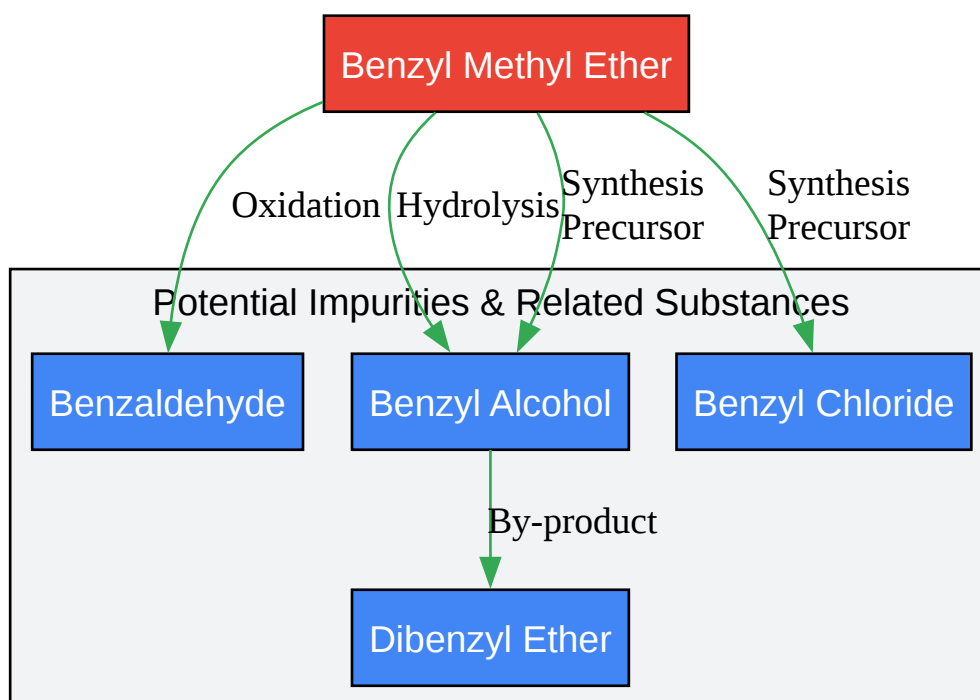 Benzyl Methyl Ether
Oxidation
Hydrolysis
Synthesis
Precursor
Synthesis
Precursor
Potential Impurities & Related Substances
Benzaldehyde
Benzyl Alcohol
Benzyl Chloride
By-product
Dibenzyl Ether